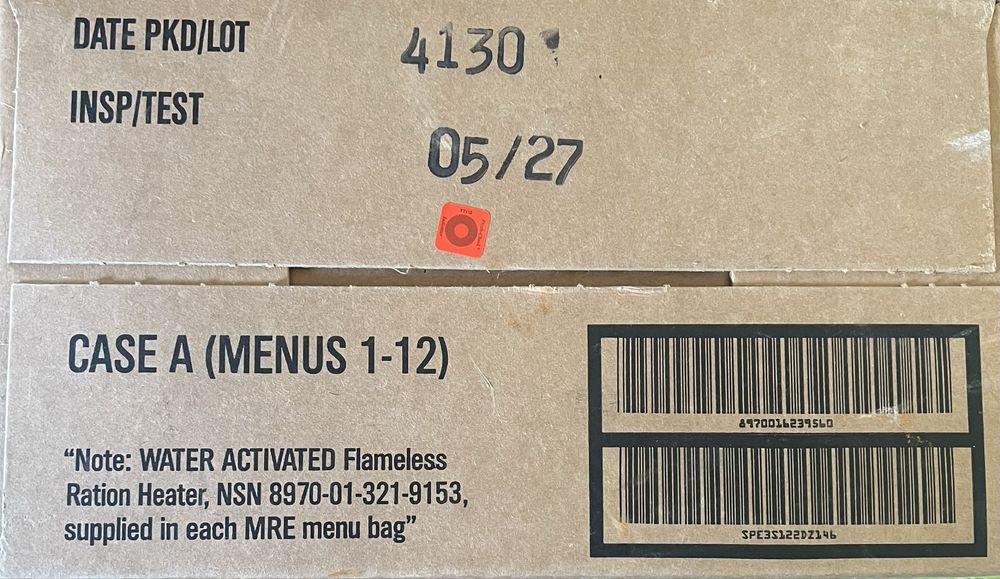 DATE PKD/LOT 4130
INSP/TEST
05/27
CASE A (MENUS 1-12)
“Note: WATER ACTIVATED Flameless
Ration Heater, NSN 8970-01-321-9153,
supplied in each MRE menu bag”
8970016239560
SPE3S122DZ146